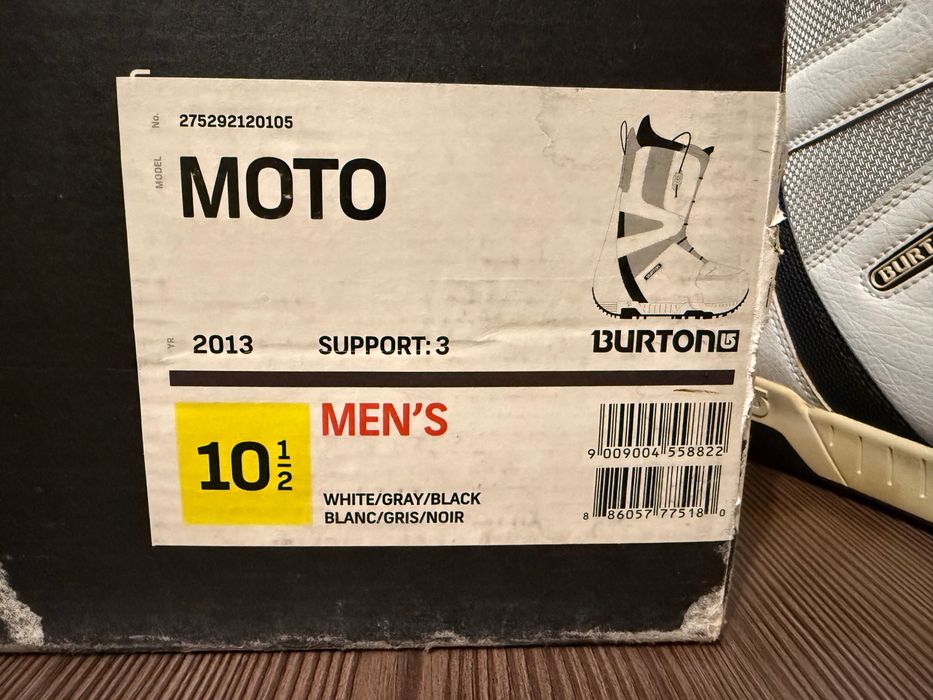 No. 275292120105
MODEL MOTO
YR 2013 SUPPORT: 3
BURTON
BURTON
MEN'S
10 1/2
WHITE/GRAY/BLACK
BLANC/GRIS/NOIR
9 009004 558822
8 86057 77518 0
BURT